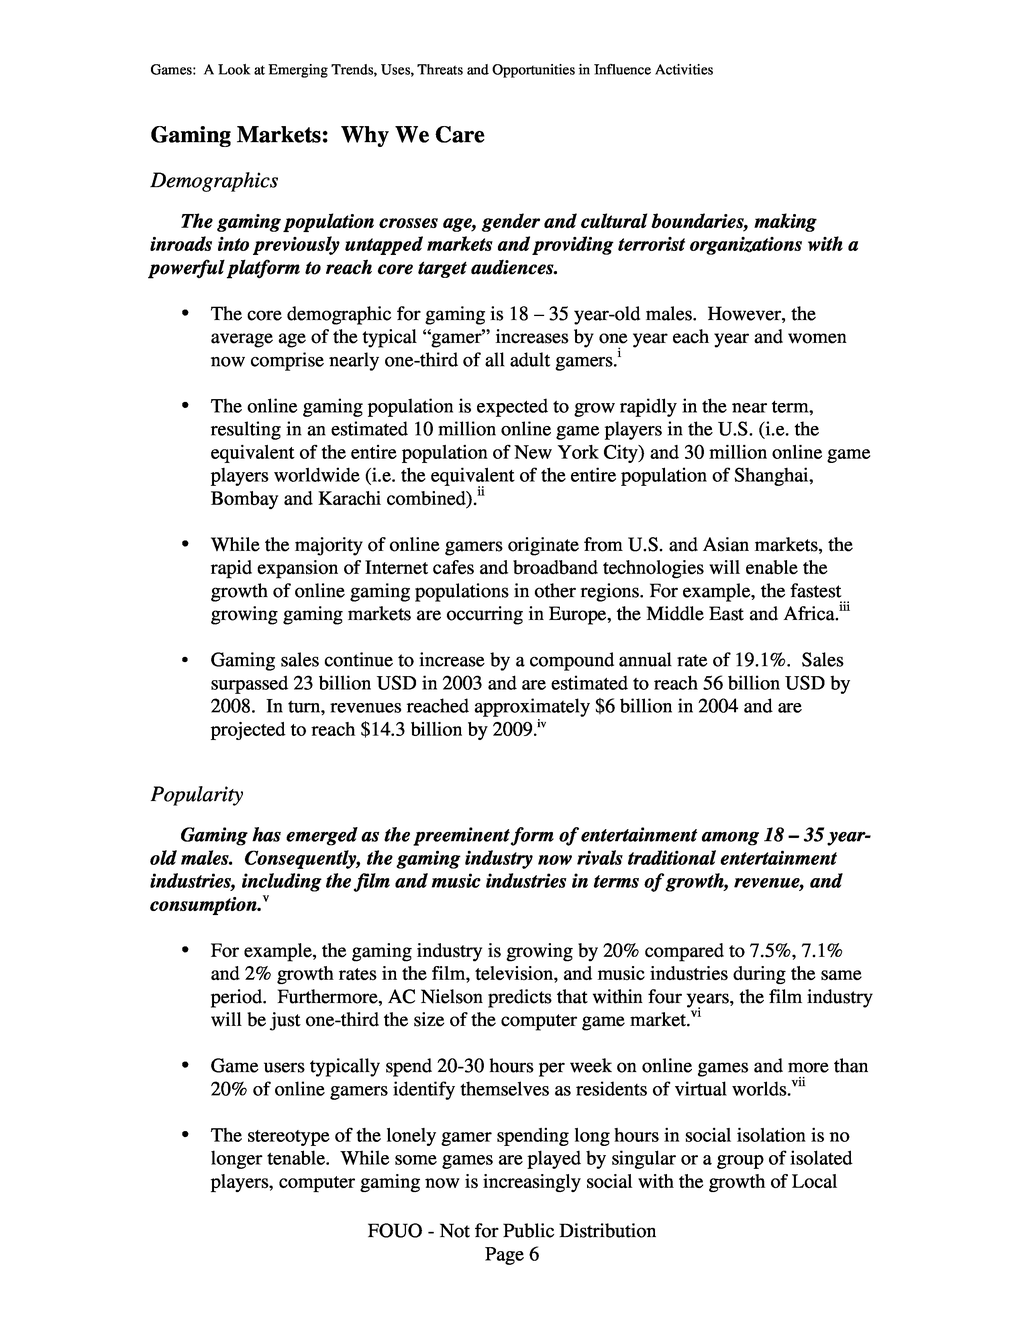 Games:  A Look at Emerging Trends, Uses, Threats and Opportunities in Influence Activities
Gaming Markets:  Why We Care
Demographics
The gaming population crosses age, gender and cultural boundaries, making
inroads into previously untapped markets and providing terrorist organizations with a
powerful platform to reach core target audiences.
• The core demographic for gaming is 18 – 35 year-old males.  However, the
average age of the typical “gamer” increases by one year each year and women
now comprise nearly one-third of all adult gamers.i
• The online gaming population is expected to grow rapidly in the near term,
resulting in an estimated 10 million online game players in the U.S. (i.e. the
equivalent of the entire population of New York City) and 30 million online game
players worldwide (i.e. the equivalent of the entire population of Shanghai,
Bombay and Karachi combined).ii
• While the majority of online gamers originate from U.S. and Asian markets, the
rapid expansion of Internet cafes and broadband technologies will enable the
growth of online gaming populations in other regions. For example, the fastest
growing gaming markets are occurring in Europe, the Middle East and Africa.iii
• Gaming sales continue to increase by a compound annual rate of 19.1%.  Sales
surpassed 23 billion USD in 2003 and are estimated to reach 56 billion USD by
2008.  In turn, revenues reached approximately $6 billion in 2004 and are
projected to reach $14.3 billion by 2009.iv
Popularity
Gaming has emerged as the preeminent form of entertainment among 18 – 35 year-
old males.  Consequently, the gaming industry now rivals traditional entertainment
industries, including the film and music industries in terms of growth, revenue, and
consumption.v
• For example, the gaming industry is growing by 20% compared to 7.5%, 7.1%
and 2% growth rates in the film, television, and music industries during the same
period.  Furthermore, AC Nielson predicts that within four years, the film industry
will be just one-third the size of the computer game market.vi
• Game users typically spend 20-30 hours per week on online games and more than
20% of online gamers identify themselves as residents of virtual worlds.vii
• The stereotype of the lonely gamer spending long hours in social isolation is no
longer tenable.  While some games are played by singular or a group of isolated
players, computer gaming now is increasingly social with the growth of Local
FOUO - Not for Public Distribution
Page 6